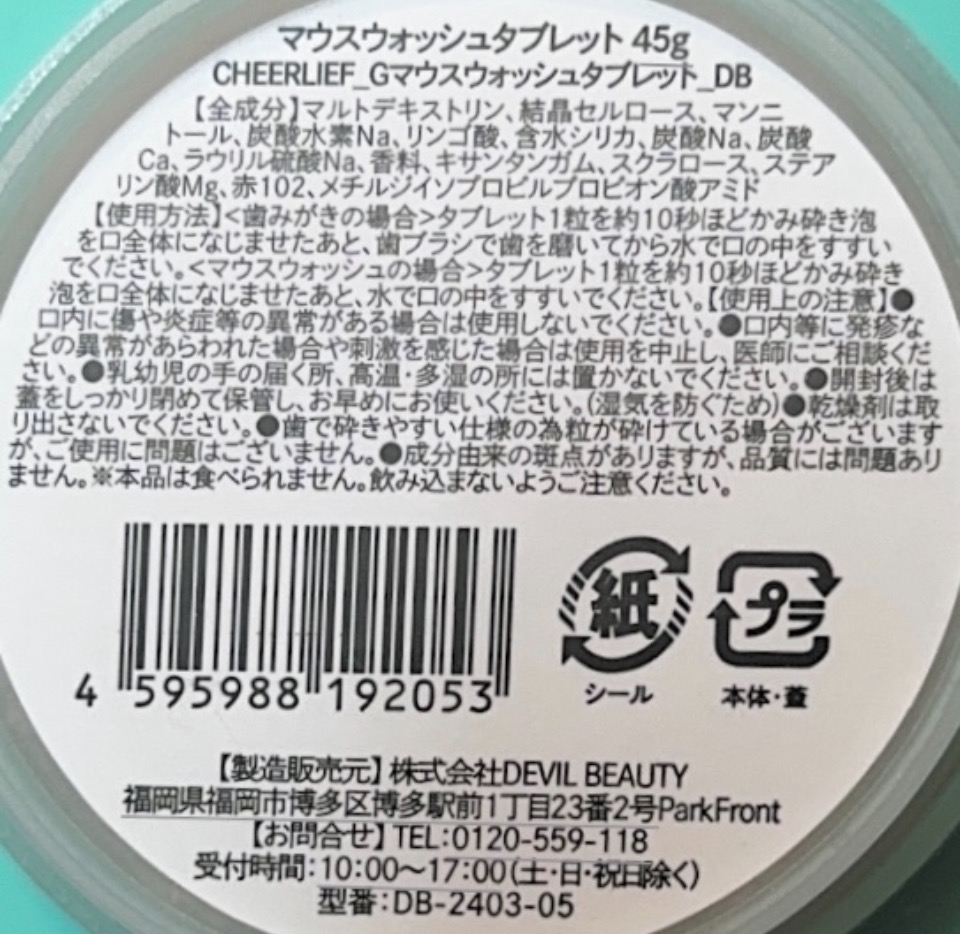 マウスウォッシュタブレット 45g
CHEERLIEF_Gマウスウォッシュタブレット_DB
【全成分】マルトデキストリン、結晶セルロース、マンニ
トール、炭酸水素Na、リンゴ酸、含水シリカ、炭酸Na、炭酸
Ca、ラウリル硫酸Na、香料、キサンタンガム、スクラロース、ステア
リン酸Mg、赤102、メチルジイソプロピルプロピオン酸アミド
【使用方法】<歯みがきの場合>タブレット1粒を約10秒ほどかみ砕き泡
を口全体になじませたあと、歯ブラシで歯を磨いてから水で口の中をすすい
でください。<マウスウォッシュの場合>タブレット1粒を約10秒ほどかみ砕き
泡を口全体になじませたあと、水で口の中をすすいでください。【使用上の注意】●
口内に傷や炎症等の異常がある場合は使用しないでください。●口内等に発疹な
どの異常があらわれた場合や刺激を感じた場合は使用を中止し、医師にご相談くだ
さい。●乳幼児の手の届く所、高温・多湿の所には置かないでください。●開封後は
蓋をしっかり閉めて保管し、お早めにお使いください。(湿気を防ぐため)●乾燥剤は取
り出さないでください。●歯で砕きやすい仕様の為粒が砕けている場合がございます
が、ご使用に問題はございません。●成分由来の斑点がありますが、品質には問題あり
ません。※本品は食べられません。飲み込まないようご注意ください。
紙
プラ
シール
本体・蓋
4 595988 192053
【製造販売元】株式会社DEVIL BEAUTY
福岡県福岡市博多区博多駅前1丁目23番2号ParkFront
【お問合せ】TEL:0120-559-118
受付時間:10:00〜17:00(土・日・祝日除く)
型番:DB-2403-05